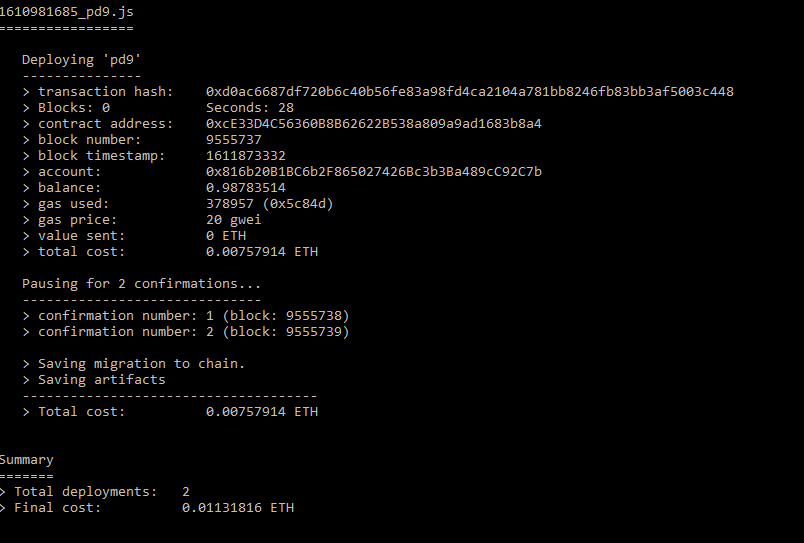 1610981685_pd9.js
=================
Deploying 'pd9'
---------------
> transaction hash:    0xd0ac6687df720b6c40b56fe83a98fd4ca2104a781bb8246fb83bb3af5003c448
> Blocks: 0            Seconds: 28
> contract address:    0xcE33D4C56360B8B62622B538a809a9ad1683b8a4
> block number:        9555737
> block timestamp:     1611873332
> account:             0x816b20B1BC6b2F865027426Bc3b3Ba489cC92C7b
> balance:             0.98783514
> gas used:            378957 (0x5c84d)
> gas price:           20 gwei
> value sent:          0 ETH
> total cost:          0.00757914 ETH
Pausing for 2 confirmations...
------------------------------
> confirmation number: 1 (block: 9555738)
> confirmation number: 2 (block: 9555739)
> Saving migration to chain.
> Saving artifacts
-------------------------------------
> Total cost:          0.00757914 ETH
Summary
=======
> Total deployments:   2
> Final cost:          0.01131816 ETH